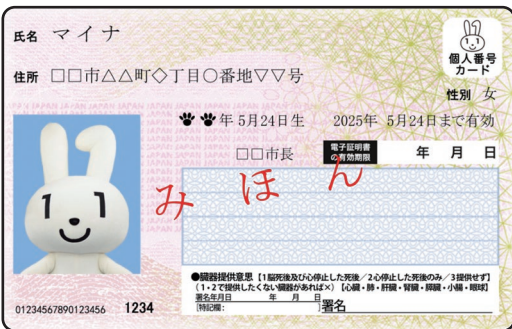 氏名 マイナ
個人番号
カード
住所 □□市△△町◇丁目○番地▽▽号
性別 女
年 5月24日生 2025年 5月24日まで有効
□□市長 電子証明書の有効期限 年 月 日
みほん
●臓器提供意思【1脳死後及び心停止した死後/2心停止した死後のみ/3提供せず】
(1・2で提供したくない臓器があれば×)【心臓・肺・肝臓・腎臓・膵臓・小腸・眼球】
署名年月日 年 月 日
[特記欄: ]署名
01234567890123456 1234